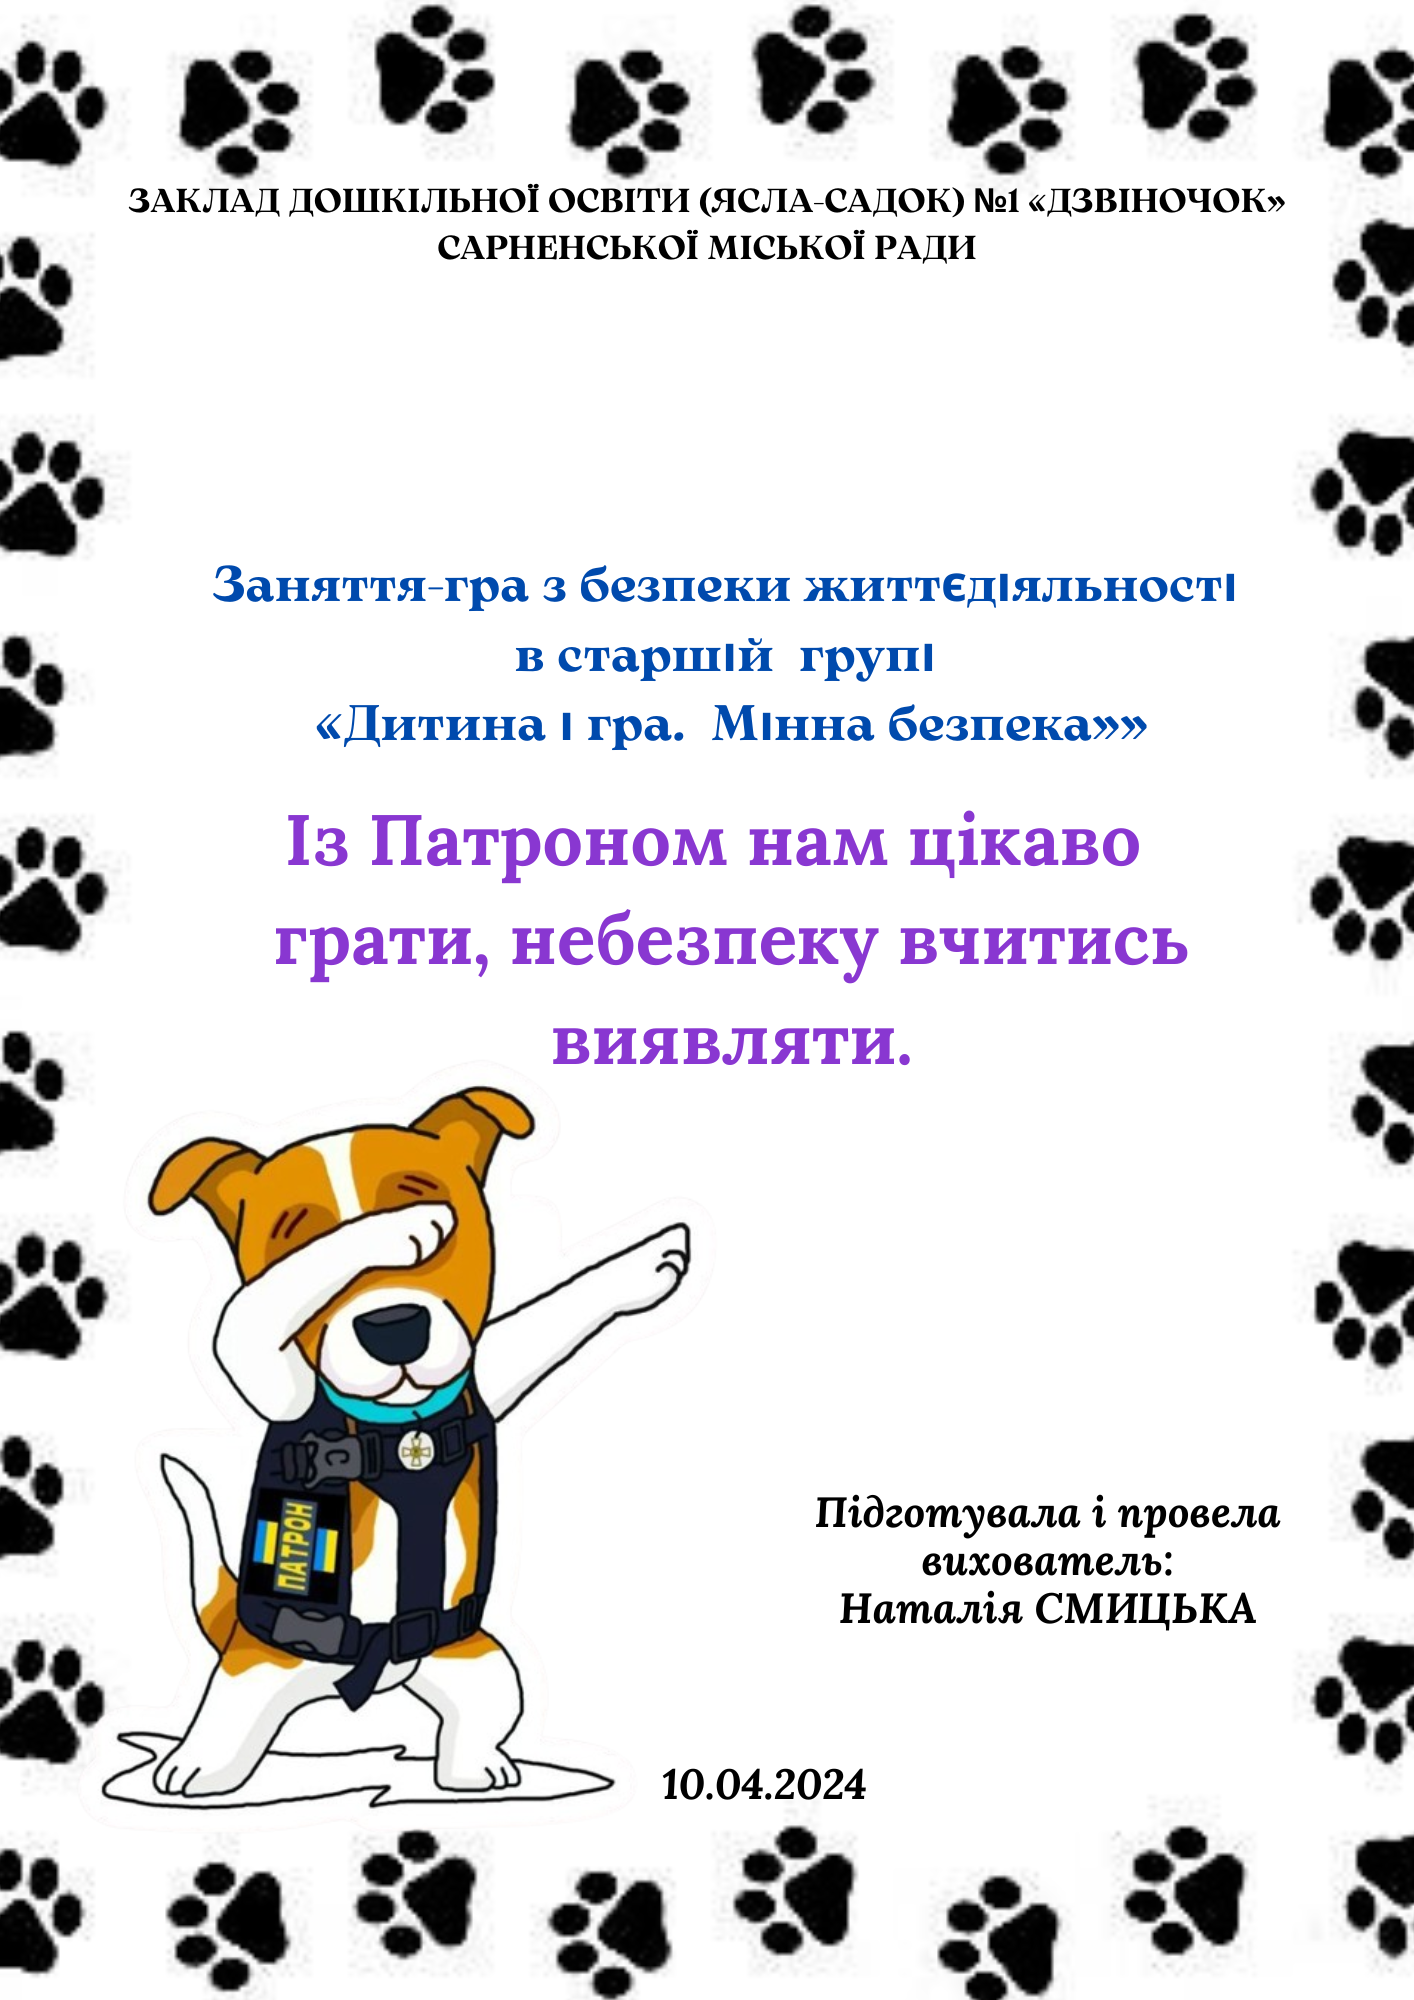 ЗАКЛАД ДОШКІЛЬНОЇ ОСВІТИ (ЯСЛА-САДОК) №1 «ДЗВІНОЧОК»
САРНЕНСЬКОЇ МІСЬКОЇ РАДИ
Заняття-гра з безпеки життєдіяльності
в старшій групі
«Дитина і гра. Мінна безпека»»
Із Патроном нам цікаво
грати, небезпеку вчитись
виявляти.
ПАТРОН
Підготувала і провела
вихователь:
Наталія СМИЦЬКА
10.04.2024